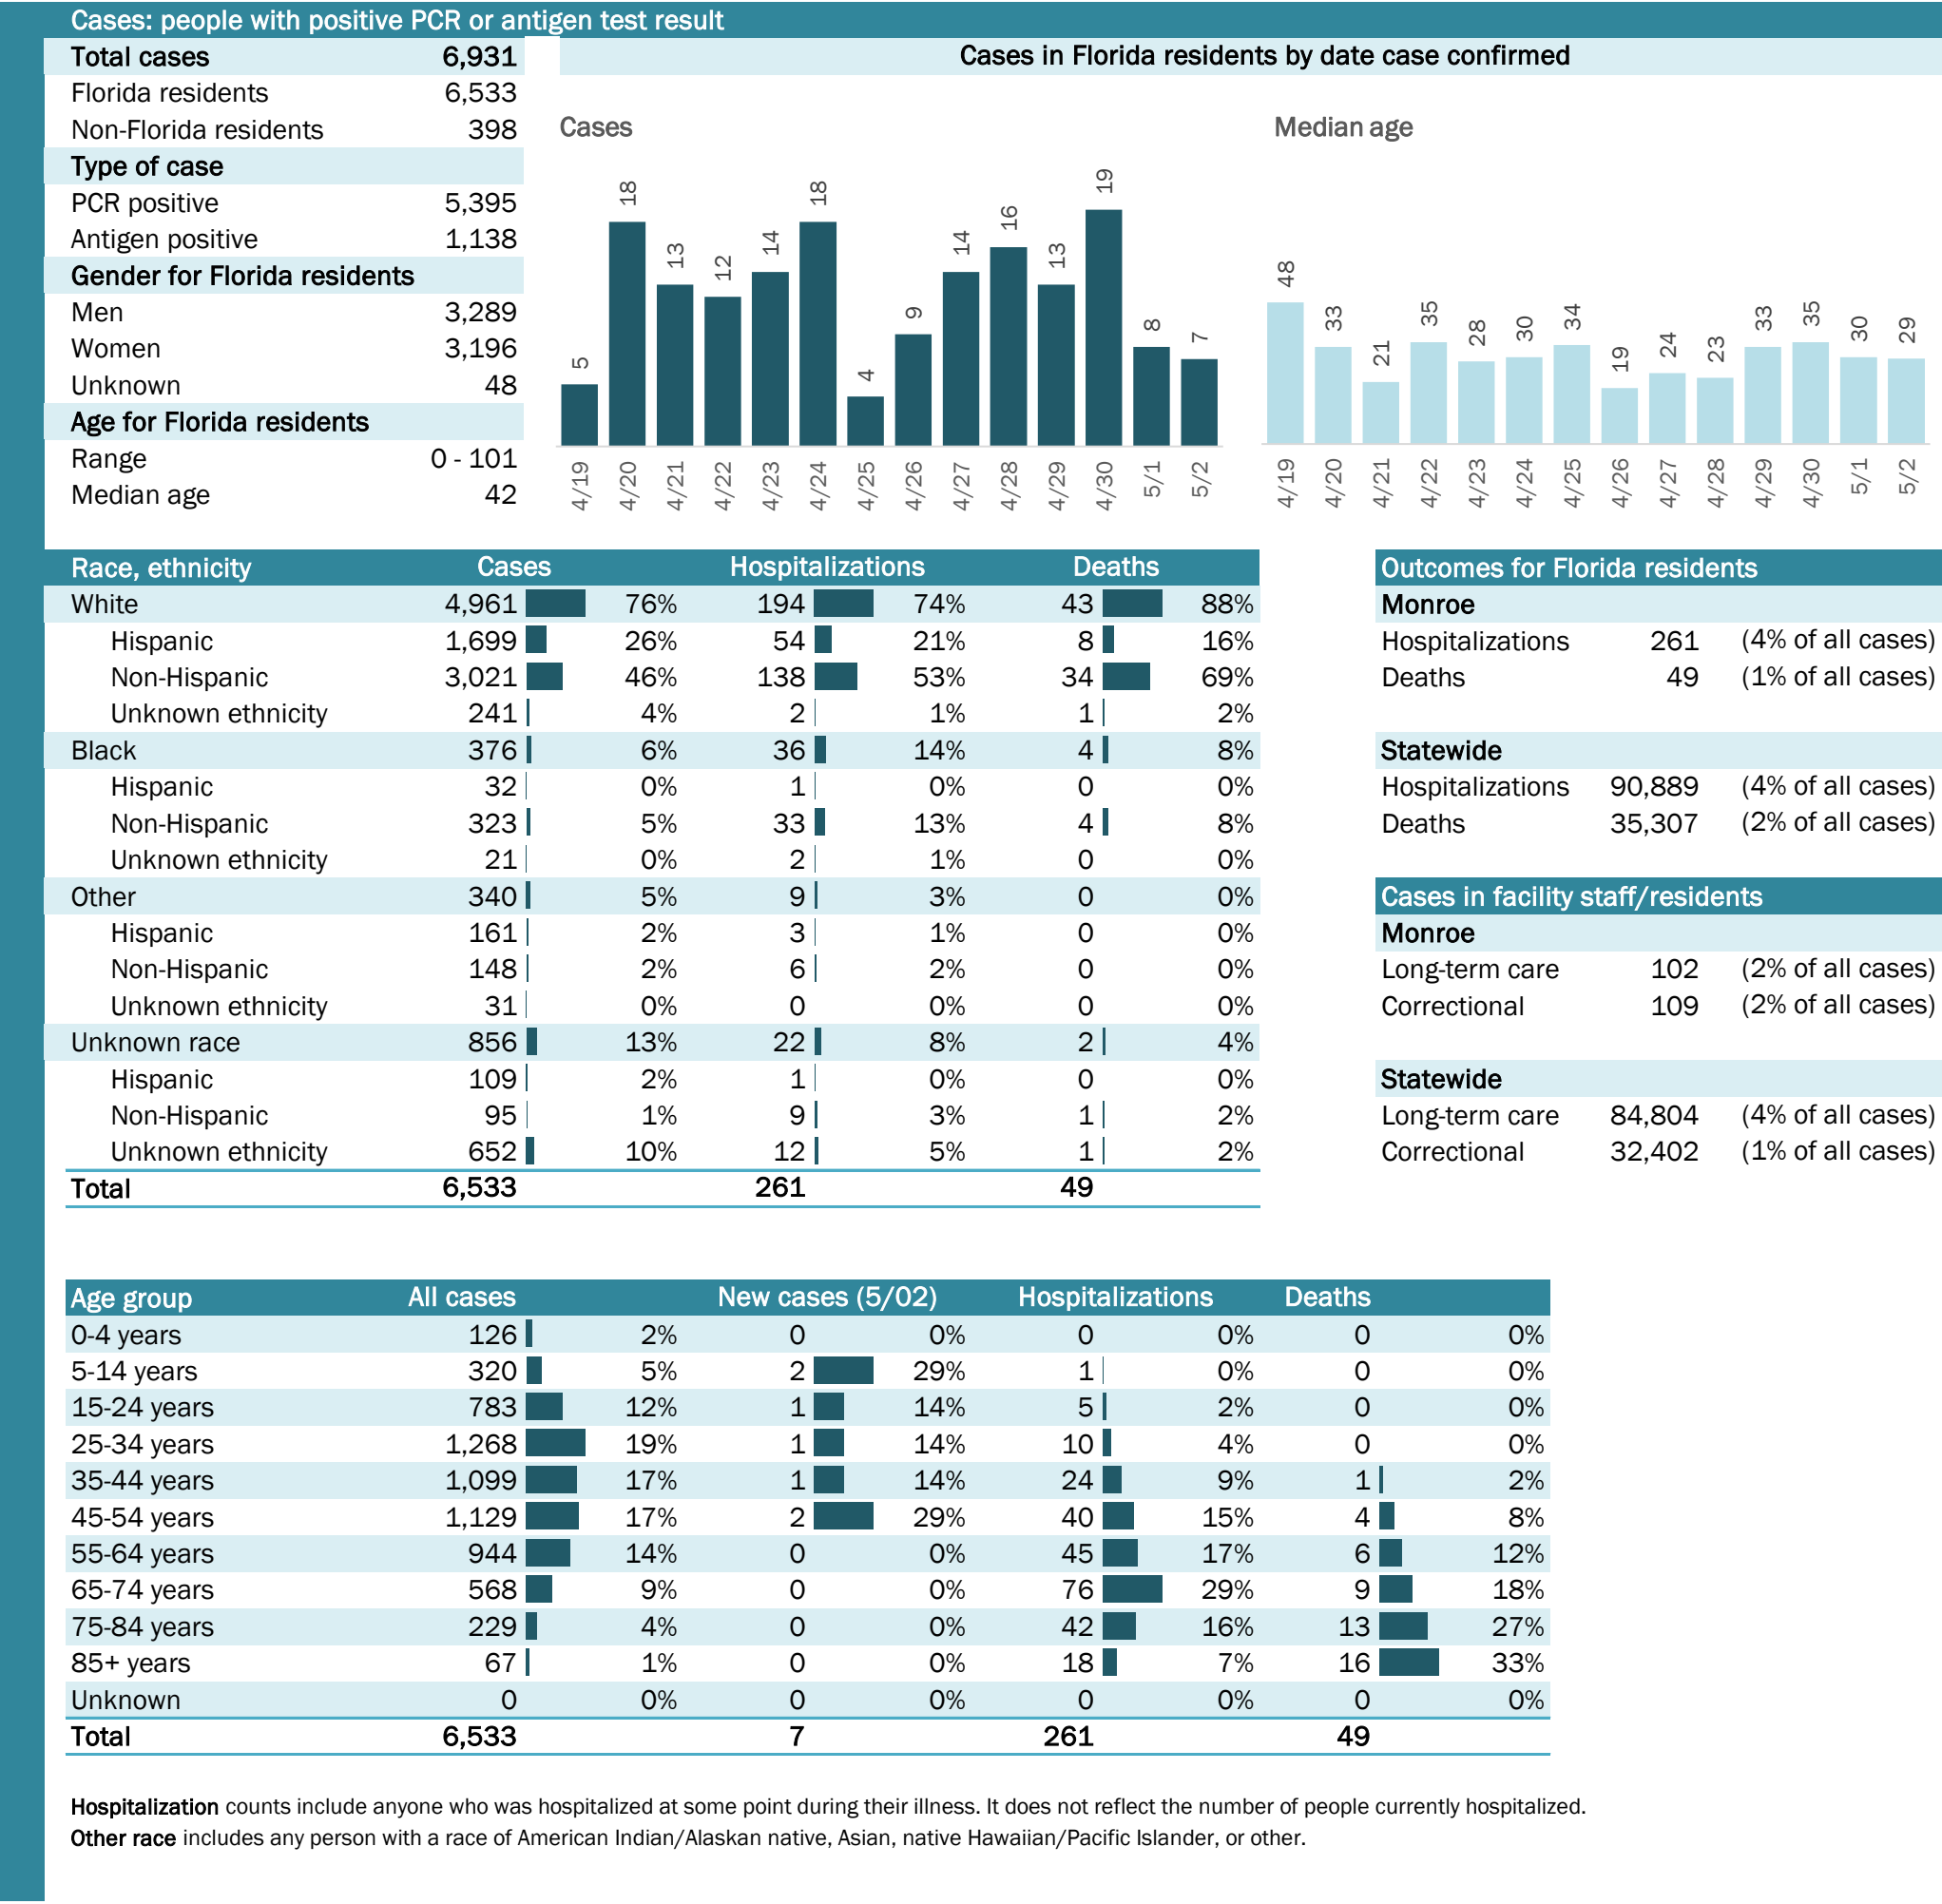 Cases: people with positive PCR or antigen test result
Total cases 6,931
Florida residents 6,533
Non-Florida residents 398
Type of case
PCR positive 5,395
Antigen positive 1,138
Gender for Florida residents
Men 3,289
Women 3,196
Unknown 48
Age for Florida residents
Range 0 - 101
Median age 42
Cases in Florida residents by date case confirmed
Cases
5 18 13 12 14 18 4 9 14 16 13 19 8 7
4/19 4/20 4/21 4/22 4/23 4/24 4/25 4/26 4/27 4/28 4/29 4/30 5/1 5/2
Median age
48 33 21 35 28 30 34 19 24 23 33 35 30 29
4/19 4/20 4/21 4/22 4/23 4/24 4/25 4/26 4/27 4/28 4/29 4/30 5/1 5/2
Race, ethnicity Cases Hospitalizations Deaths
White 4,961 76% 194 74% 43 88%
Hispanic 1,699 26% 54 21% 8 16%
Non-Hispanic 3,021 46% 138 53% 34 69%
Unknown ethnicity 241 4% 2 1% 1 2%
Black 376 6% 36 14% 4 8%
Hispanic 32 0% 1 0% 0 0%
Non-Hispanic 323 5% 33 13% 4 8%
Unknown ethnicity 21 0% 2 1% 0 0%
Other 340 5% 9 3% 0 0%
Hispanic 161 2% 3 1% 0 0%
Non-Hispanic 148 2% 6 2% 0 0%
Unknown ethnicity 31 0% 0 0% 0 0%
Unknown race 856 13% 22 8% 2 4%
Hispanic 109 2% 1 0% 0 0%
Non-Hispanic 95 1% 9 3% 1 2%
Unknown ethnicity 652 10% 12 5% 1 2%
Total 6,533 261 49
Outcomes for Florida residents
Monroe
Hospitalizations 261 (4% of all cases)
Deaths 49 (1% of all cases)
Statewide
Hospitalizations 90,889 (4% of all cases)
Deaths 35,307 (2% of all cases)
Cases in facility staff/residents
Monroe
Long-term care 102 (2% of all cases)
Correctional 109 (2% of all cases)
Statewide
Long-term care 84,804 (4% of all cases)
Correctional 32,402 (1% of all cases)
Age group All cases New cases (5/02) Hospitalizations Deaths
0-4 years 126 2% 0 0% 0 0% 0 0%
5-14 years 320 5% 2 29% 1 0% 0 0%
15-24 years 783 12% 1 14% 5 2% 0 0%
25-34 years 1,268 19% 1 14% 10 4% 0 0%
35-44 years 1,099 17% 1 14% 24 9% 1 2%
45-54 years 1,129 17% 2 29% 40 15% 4 8%
55-64 years 944 14% 0 0% 45 17% 6 12%
65-74 years 568 9% 0 0% 76 29% 9 18%
75-84 years 229 4% 0 0% 42 16% 13 27%
85+ years 67 1% 0 0% 18 7% 16 33%
Unknown 0 0% 0 0% 0 0% 0 0%
Total 6,533 7 261 49
Hospitalization counts include anyone who was hospitalized at some point during their illness. It does not reflect the number of people currently hospitalized.
Other race includes any person with a race of American Indian/Alaskan native, Asian, native Hawaiian/Pacific Islander, or other.